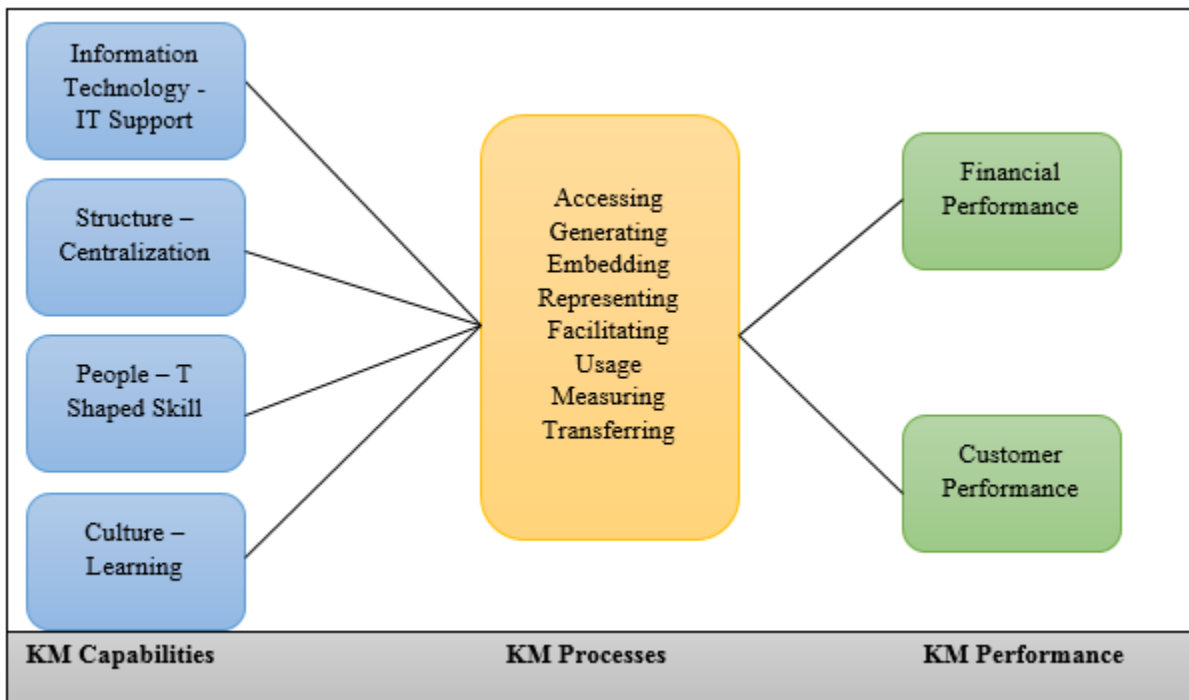 Information
Technology -
IT Support
Structure –
Centralization
People – T
Shaped Skill
Culture –
Learning
Accessing
Generating
Embedding
Representing
Facilitating
Usage
Measuring
Transferring
Financial
Performance
Customer
Performance
KM Capabilities
KM Processes
KM Performance